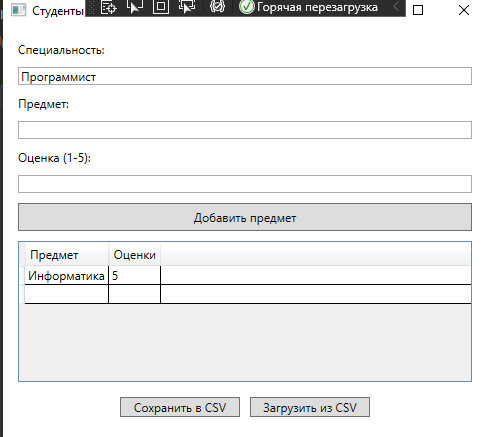 Студенты
Горячая перезагрузка
Специальность:
Программист
Предмет:
Оценка (1-5):
Добавить предмет
Предмет Оценки
Информатика 5
Сохранить в CSV Загрузить из CSV